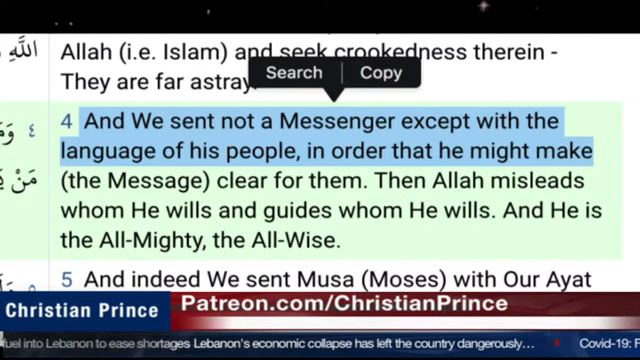 الله
Allah (i.e. Islam) and seek crookedness therein -
They are far astray.
Search Copy
٤
4 And We sent not a Messenger except with the
language of his people, in order that he might make
(the Message) clear for them. Then Allah misleads
whom He wills and guides whom He wills. And He is
the All-Mighty, the All-Wise.
5 And indeed We sent Musa (Moses) with Our Ayat
Christian Prince
Patreon.com/ChristianPrince
fuel into Lebanon to ease shortages Lebanon's economic collapse has left the country dangerously…
Covid-19: F